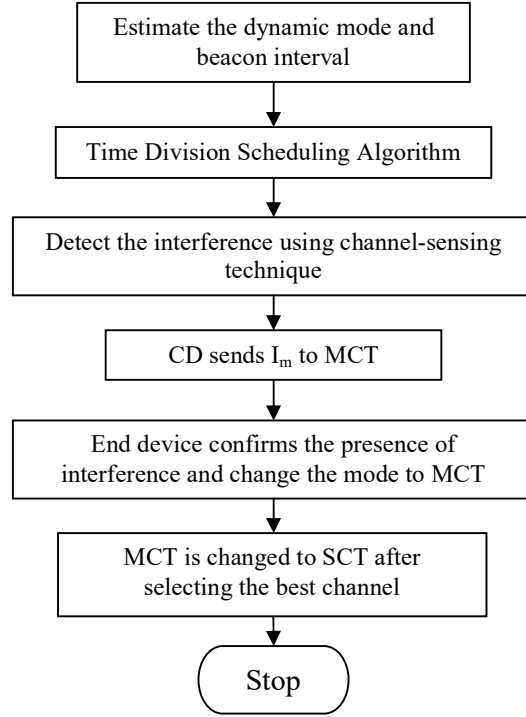 Estimate the dynamic mode and
beacon interval
Time Division Scheduling Algorithm
Detect the interference using channel-sensing
technique
CD sends Im to MCT
End device confirms the presence of
interference and change the mode to MCT
MCT is changed to SCT after
selecting the best channel
Stop